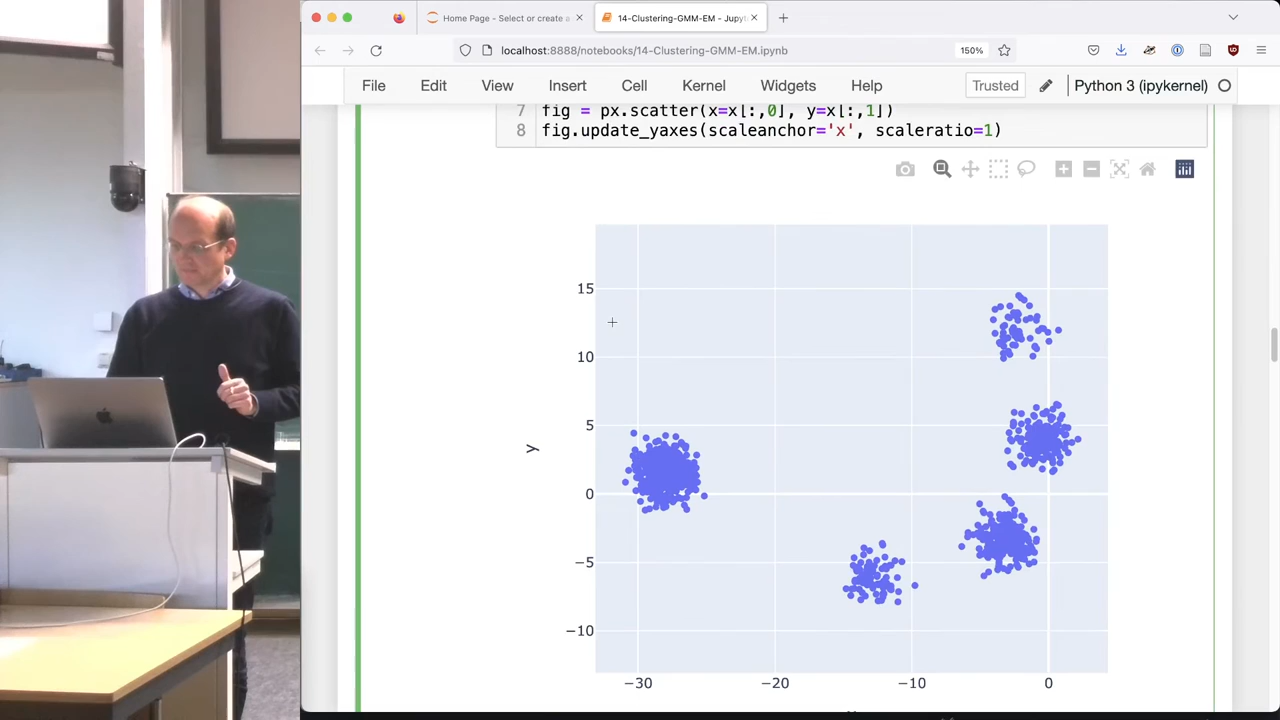 Home Page - Select or create a
14-Clustering-GMM-EM - Jupyt
localhost:8888/notebooks/14-Clustering-GMM-EM.ipynb
150%
File Edit View Insert Cell Kernel Widgets Help Trusted Python 3 (ipykernel)
7 fig = px.scatter(x=x[:,0], y=x[:,1])
8 fig.update_yaxes(scaleanchor='x', scaleratio=1)
15
10
5
0
−5
−10
y
−30 −20 −10 0